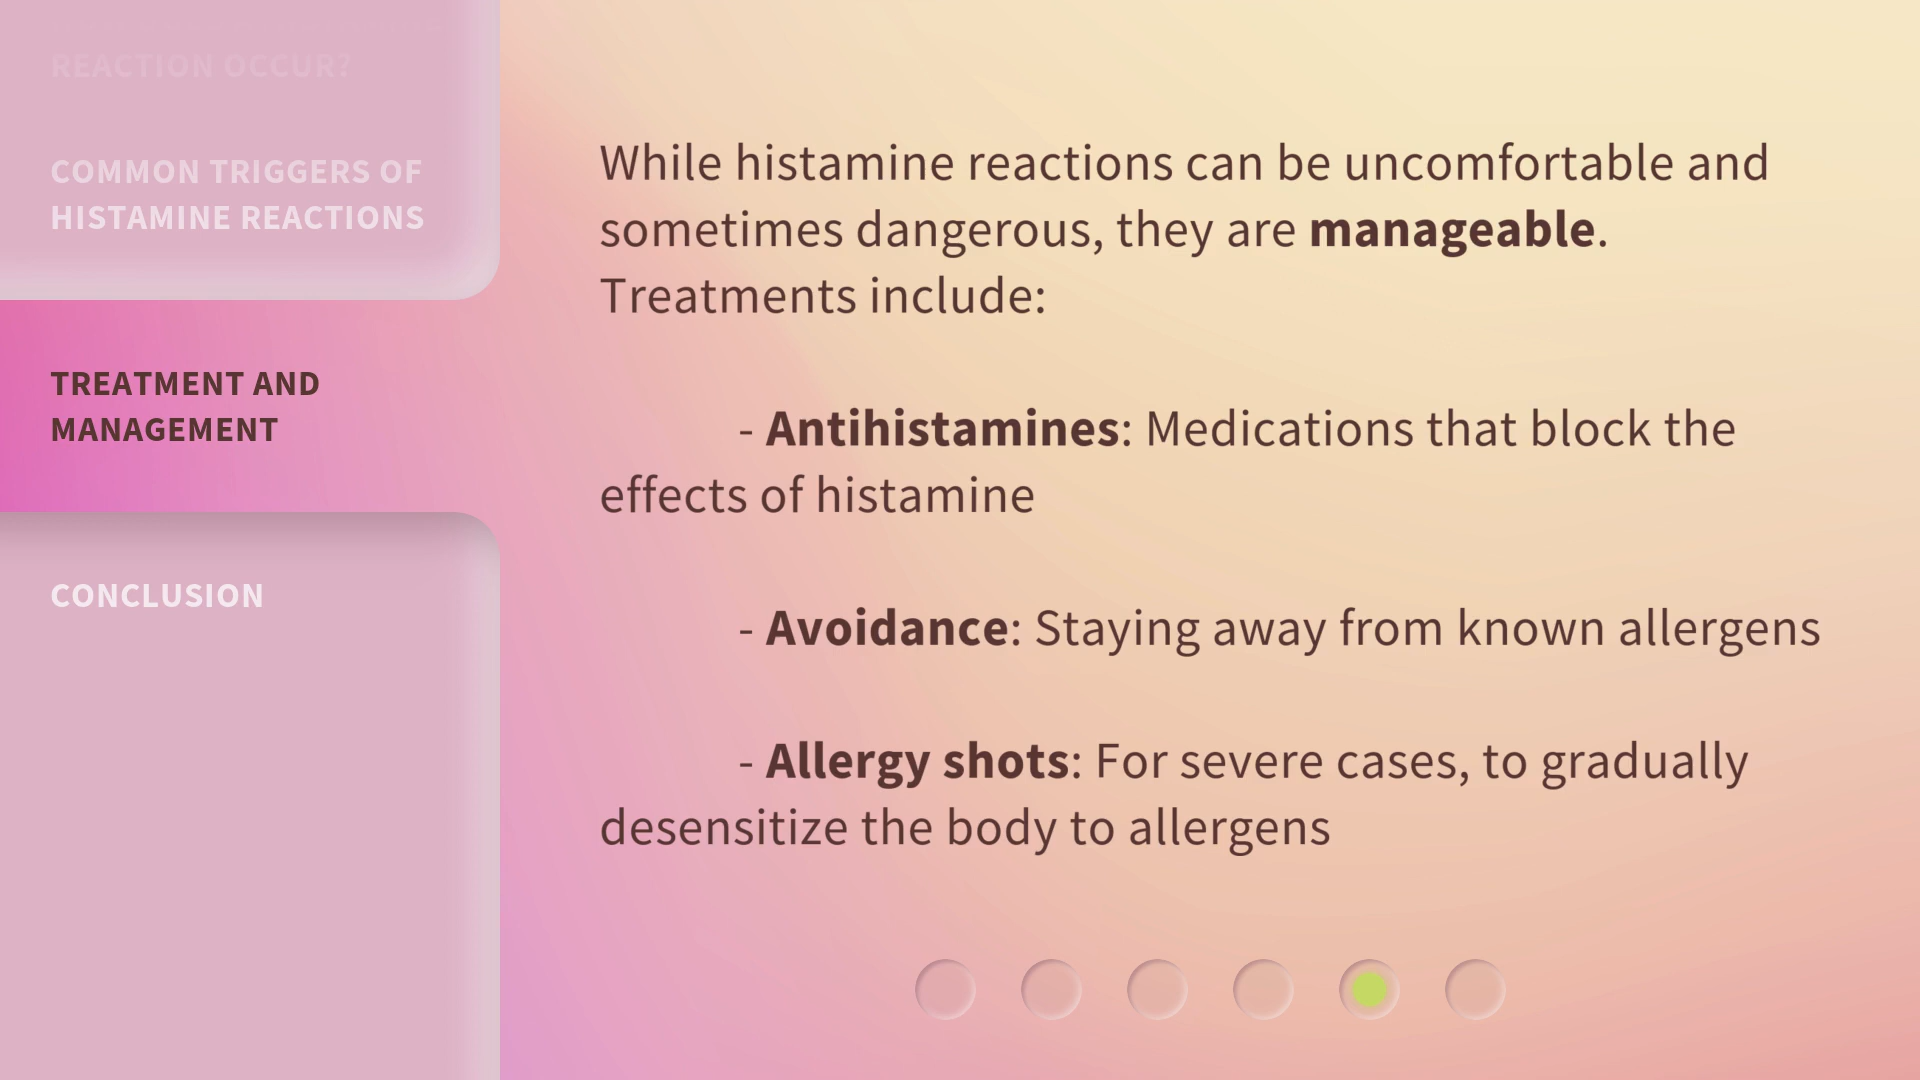 REACTION OCCUR?
COMMON TRIGGERS OF
HISTAMINE REACTIONS
TREATMENT AND
MANAGEMENT
CONCLUSION
While histamine reactions can be uncomfortable and
sometimes dangerous, they are manageable.
Treatments include:
- Antihistamines: Medications that block the
effects of histamine
- Avoidance: Staying away from known allergens
- Allergy shots: For severe cases, to gradually
desensitize the body to allergens